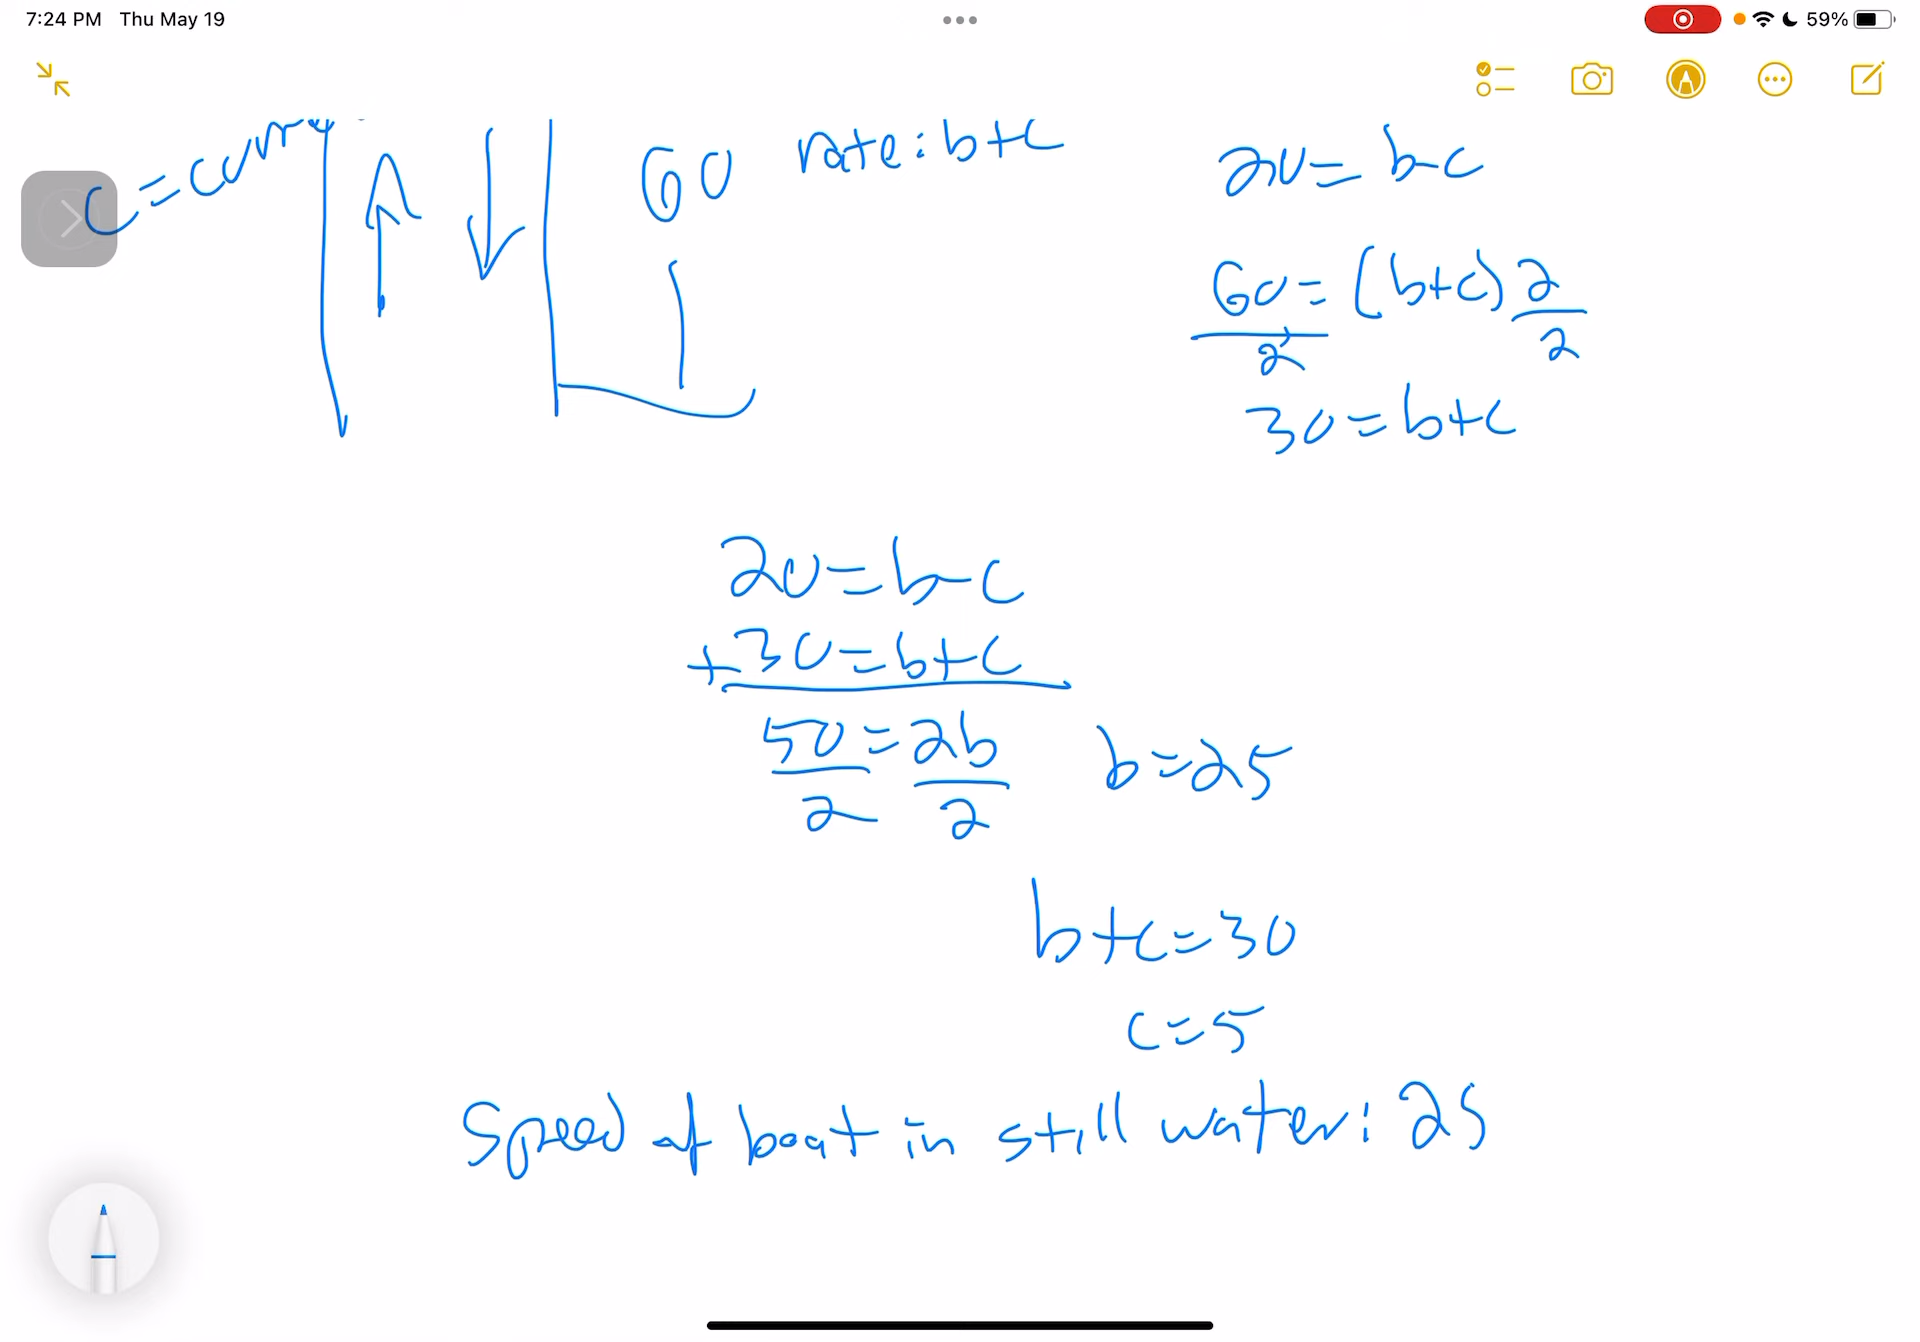 7:24 PM Thu May 19
59%
C = curre
60
rate: b+c
20 = b-c
60 = (b+c) 2
2 2
30 = b+c
20 = b-c
+ 30 = b+c
50 = 2b
2 2
b = 25
b+c = 30
c = 5
Speed of boat in still water: 25